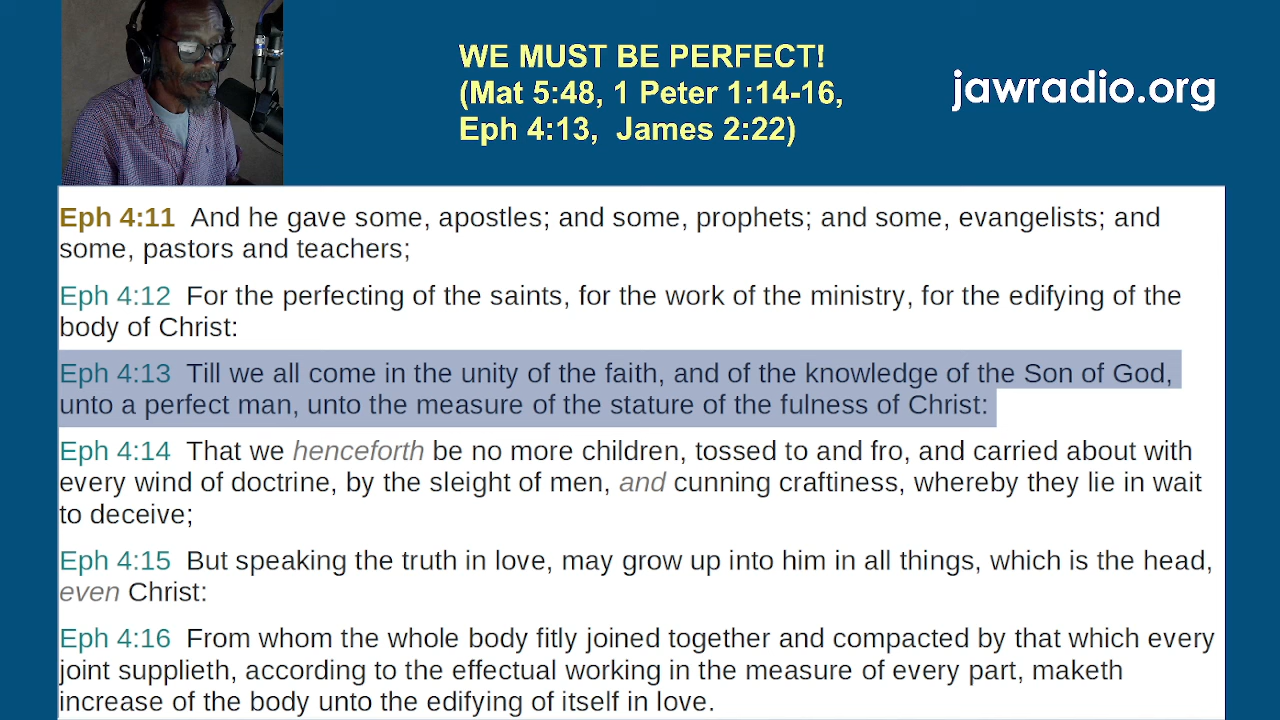 WE MUST BE PERFECT!
(Mat 5:48, 1 Peter 1:14-16,
Eph 4:13,  James 2:22)
jawradio.org
Eph 4:11  And he gave some, apostles; and some, prophets; and some, evangelists; and
some, pastors and teachers;
Eph 4:12  For the perfecting of the saints, for the work of the ministry, for the edifying of the
body of Christ:
Eph 4:13  Till we all come in the unity of the faith, and of the knowledge of the Son of God,
unto a perfect man, unto the measure of the stature of the fulness of Christ:
Eph 4:14  That we henceforth be no more children, tossed to and fro, and carried about with
every wind of doctrine, by the sleight of men, and cunning craftiness, whereby they lie in wait
to deceive;
Eph 4:15  But speaking the truth in love, may grow up into him in all things, which is the head,
even Christ:
Eph 4:16  From whom the whole body fitly joined together and compacted by that which every
joint supplieth, according to the effectual working in the measure of every part, maketh
increase of the body unto the edifying of itself in love.